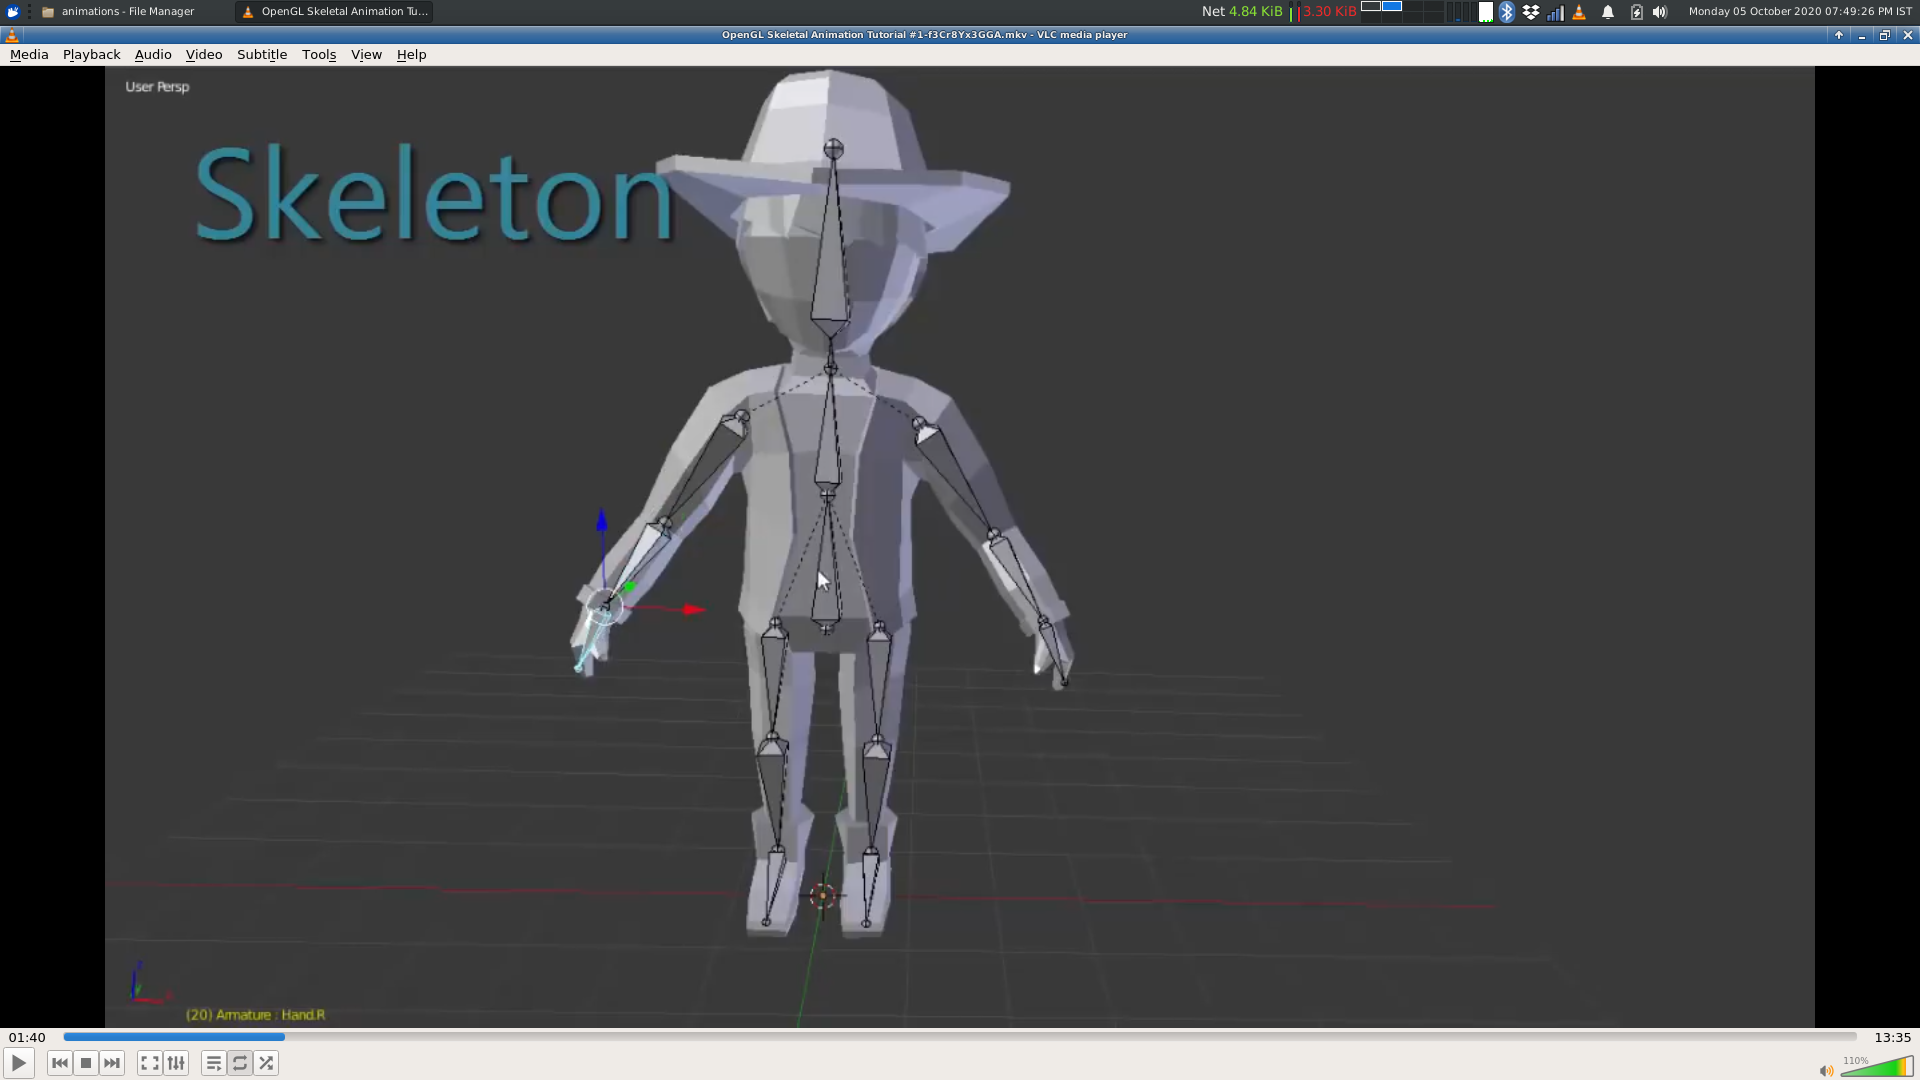 animations - File Manager
OpenGL Skeletal Animation Tu...
Net 4.84 KiB 3.30 KiB
Monday 05 October 2020 07:49:26 PM IST
OpenGL Skeletal Animation Tutorial #1-f3Cr8Yx3GGA.mkv - VLC media player
Media Playback Audio Video Subtitle Tools View Help
User Persp
Skeleton
(20) Armature : Hand.R
01:40
13:35
110%